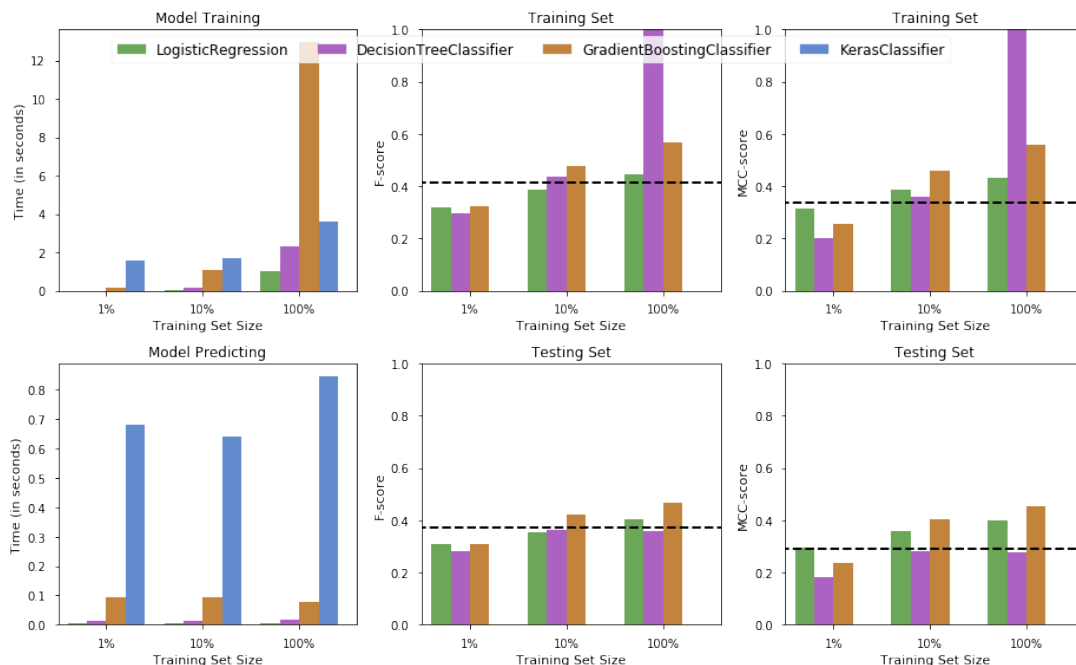 Model Training
Training Set
Training Set
LogisticRegression
DecisionTreeClassifier
GradientBoostingClassifier
KerasClassifier
Time (in seconds)
12
10
8
6
4
2
0
1%
10%
100%
Training Set Size
F-score
1.0
0.8
0.6
0.4
0.2
0.0
1%
10%
100%
Training Set Size
MCC-score
1.0
0.8
0.6
0.4
0.2
0.0
1%
10%
100%
Training Set Size
Model Predicting
Testing Set
Testing Set
Time (in seconds)
0.8
0.7
0.6
0.5
0.4
0.3
0.2
0.1
0.0
1%
10%
100%
Training Set Size
F-score
1.0
0.8
0.6
0.4
0.2
0.0
1%
10%
100%
Training Set Size
MCC-score
1.0
0.8
0.6
0.4
0.2
0.0
1%
10%
100%
Training Set Size